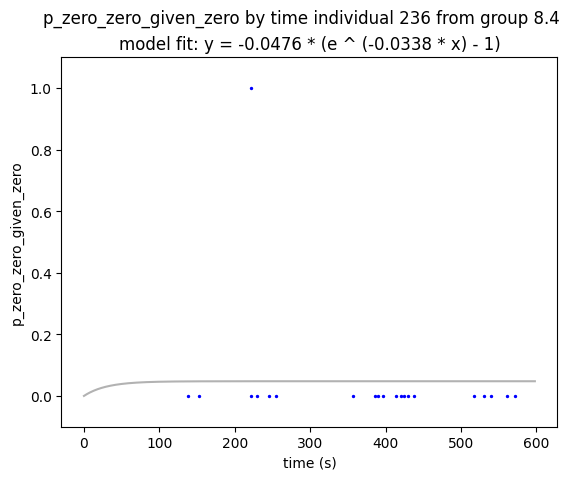 p_zero_zero_given_zero by time individual 236 from group 8.4
model fit: y = -0.0476 * (e ^ (-0.0338 * x) - 1)
1.0
0.8
0.6
0.4
0.2
0.0
p_zero_zero_given_zero
0 100 200 300 400 500 600
time (s)